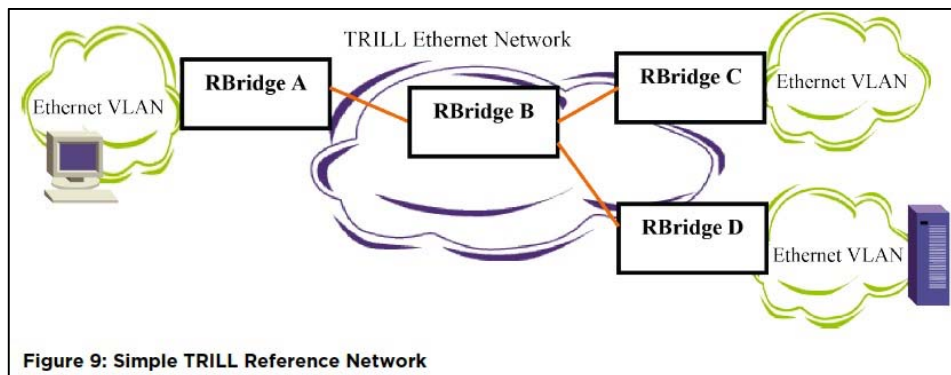 TRILL Ethernet Network
RBridge A
RBridge C
Ethernet VLAN
RBridge B
Ethernet VLAN
RBridge D
Ethernet VLAN
Figure 9: Simple TRILL Reference Network